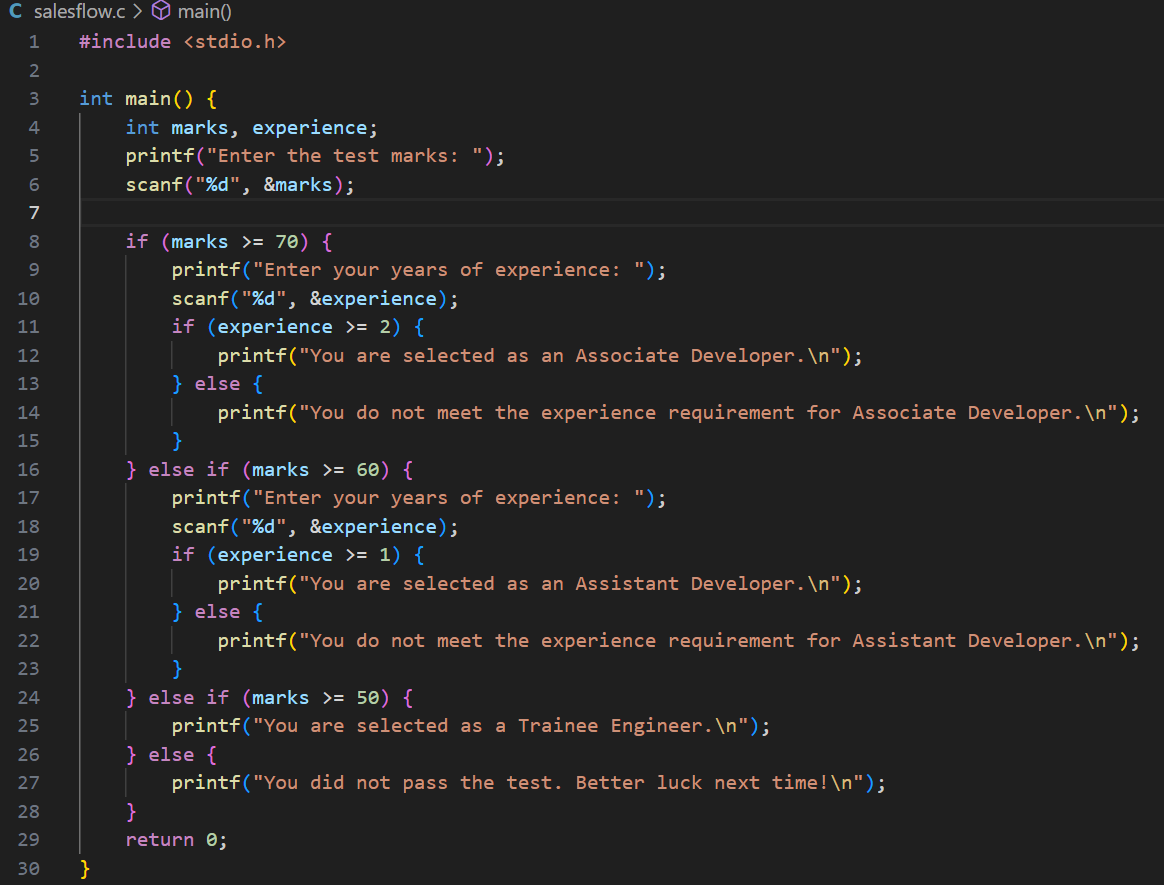 C salesflow.c > main()
1 #include <stdio.h>
2
3 int main() {
4     int marks, experience;
5     printf("Enter the test marks: ");
6     scanf("%d", &marks);
7
8     if (marks >= 70) {
9         printf("Enter your years of experience: ");
10         scanf("%d", &experience);
11         if (experience >= 2) {
12             printf("You are selected as an Associate Developer.\n");
13         } else {
14             printf("You do not meet the experience requirement for Associate Developer.\n");
15         }
16     } else if (marks >= 60) {
17         printf("Enter your years of experience: ");
18         scanf("%d", &experience);
19         if (experience >= 1) {
20             printf("You are selected as an Assistant Developer.\n");
21         } else {
22             printf("You do not meet the experience requirement for Assistant Developer.\n");
23         }
24     } else if (marks >= 50) {
25         printf("You are selected as a Trainee Engineer.\n");
26     } else {
27         printf("You did not pass the test. Better luck next time!\n");
28     }
29     return 0;
30 }